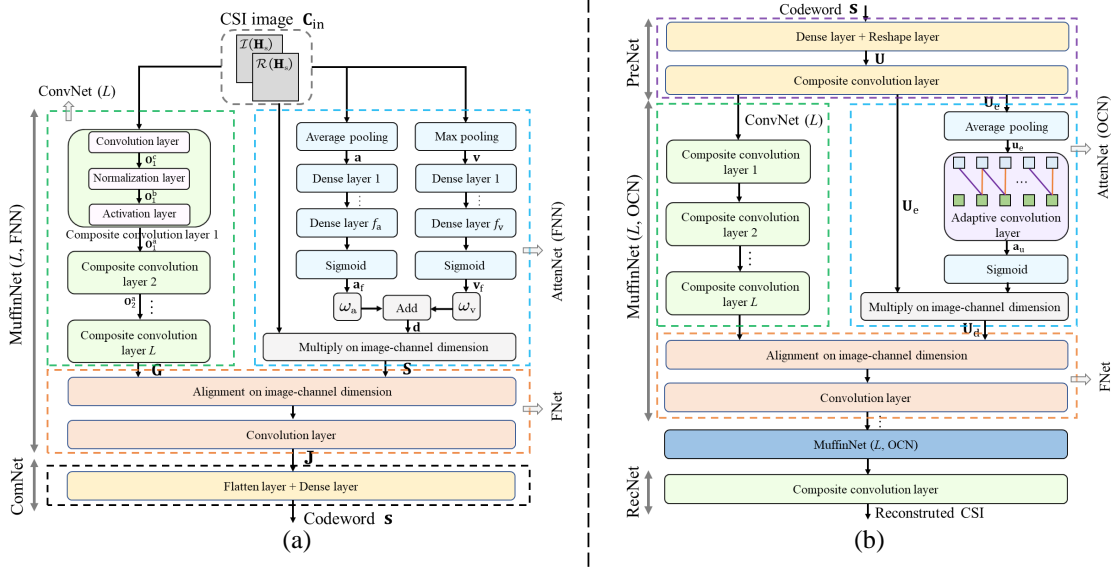 CSI image C_in
ℐ(H_s)
ℛ(H_s)
ConvNet (L)
MuffinNet (L, FNN)
Convolution layer
o_1^c
Normalization layer
o_1^b
Activation layer
Composite convolution layer 1
o_1^a
Composite convolution
layer 2
o_2^a ⋮
Composite convolution
layer L
G
Average pooling
a
Dense layer 1
⋮
Dense layer f_a
Sigmoid
a_f
ω_a
Max pooling
v
Dense layer 1
⋮
Dense layer f_v
Sigmoid
v_f
ω_v
Add
d
Multiply on image-channel dimension
S
AttenNet (FNN)
Alignment on image-channel dimension
Convolution layer
FNet
J
ComNet
Flatten layer + Dense layer
Codeword s
(a)
Codeword s
PreNet
Dense layer + Reshape layer
U
Composite convolution layer
U_e
MuffinNet (L, OCN)
ConvNet (L)
Composite convolution
layer 1
Composite convolution
layer 2
⋮
Composite convolution
layer L
U_e
Average pooling
u_e
...
Adaptive convolution
layer
a_u
Sigmoid
Multiply on image-channel dimension
U_d
AttenNet (OCN)
Alignment on image-channel dimension
Convolution layer
FNet
⋮
MuffinNet (L, OCN)
RecNet
Composite convolution layer
Reconstruted CSI
(b)